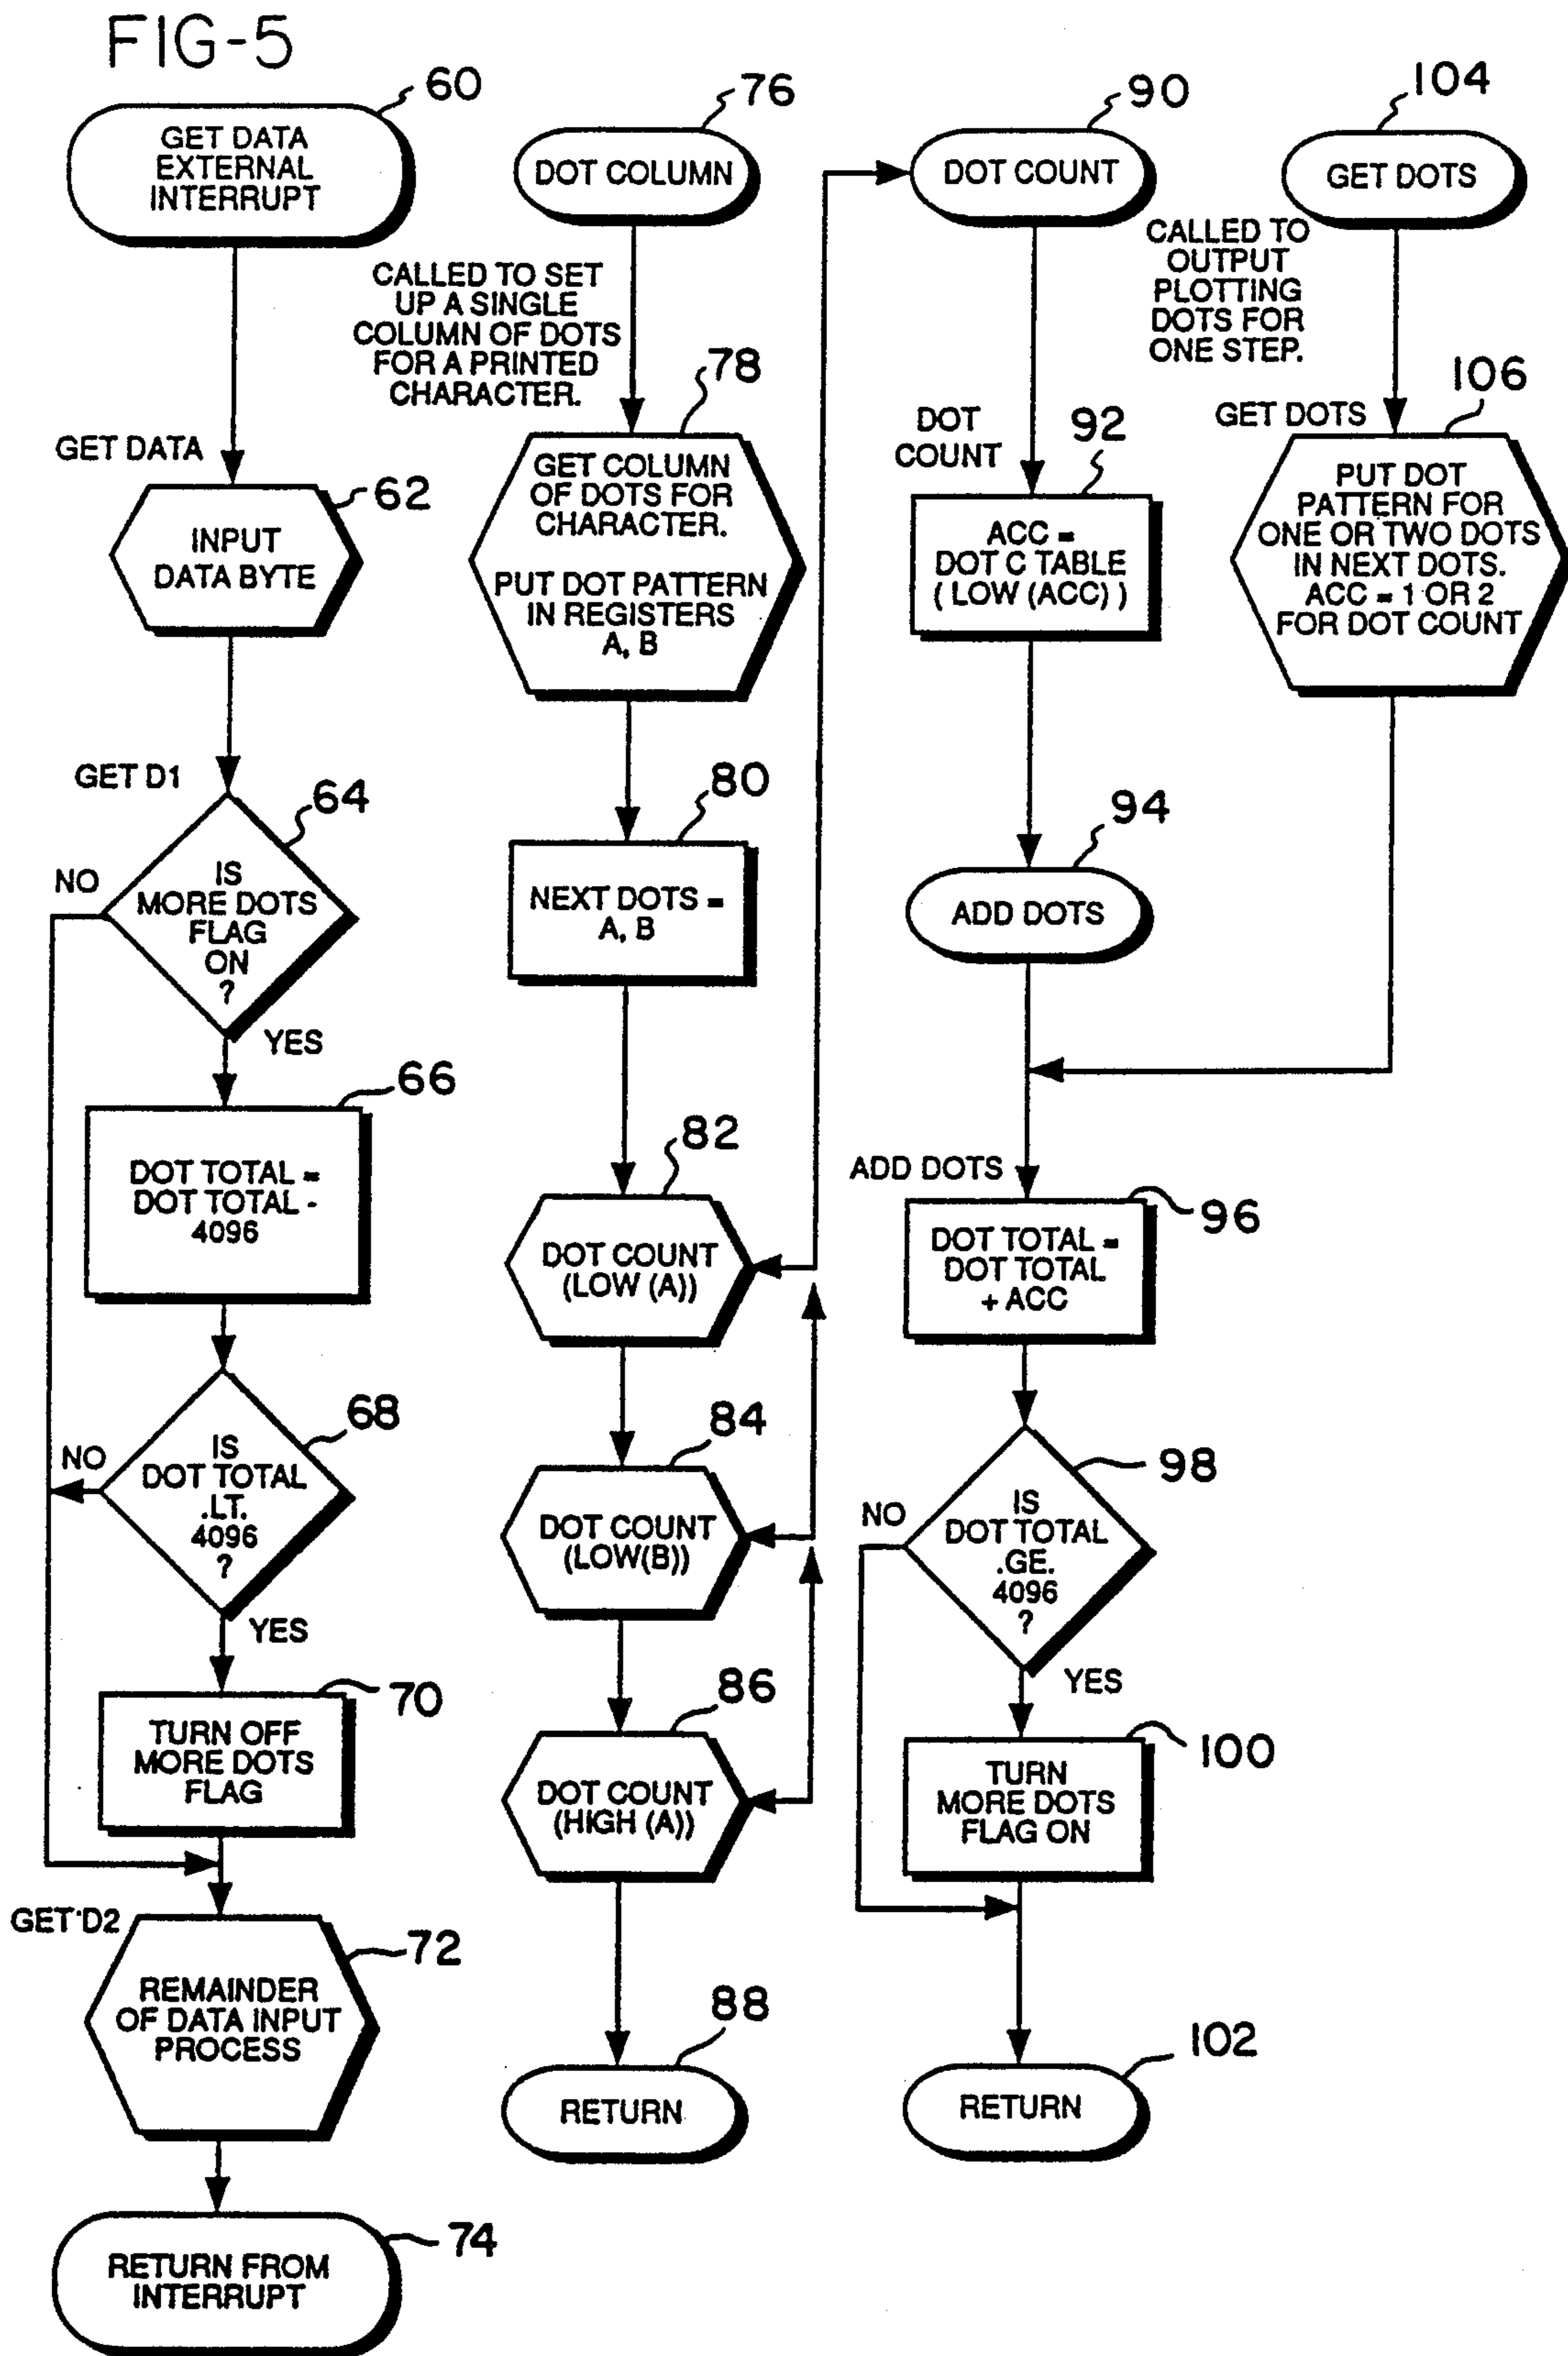 FIG-5
60
GET DATA
EXTERNAL
INTERRUPT
GET DATA
62
INPUT
DATA BYTE
GET D1
64
NO
IS
MORE DOTS
FLAG
ON
?
YES
66
DOT TOTAL =
DOT TOTAL -
4096
68
NO
IS
DOT TOTAL
.LT.
4096
?
YES
70
TURN OFF
MORE DOTS
FLAG
GET D2
72
REMAINDER
OF DATA INPUT
PROCESS
74
RETURN FROM
INTERRUPT
76
DOT COLUMN
CALLED TO SET
UP A SINGLE
COLUMN OF DOTS
FOR A PRINTED
CHARACTER.
78
GET COLUMN
OF DOTS FOR
CHARACTER.
PUT DOT PATTERN
IN REGISTERS
A, B
80
NEXT DOTS =
A, B
82
DOT COUNT
(LOW (A))
84
DOT COUNT
(LOW(B))
86
DOT COUNT
(HIGH (A))
88
RETURN
90
DOT COUNT
DOT
COUNT
92
ACC =
DOT C TABLE
( LOW (ACC) )
94
ADD DOTS
ADD DOTS
96
DOT TOTAL =
DOT TOTAL
+ ACC
98
NO
IS
DOT TOTAL
.GE.
4096
?
YES
100
TURN
MORE DOTS
FLAG ON
102
RETURN
104
GET DOTS
CALLED TO
OUTPUT
PLOTTING
DOTS FOR
ONE STEP.
GET DOTS
106
PUT DOT
PATTERN FOR
ONE OR TWO DOTS
IN NEXT DOTS.
ACC = 1 OR 2
FOR DOT COUNT